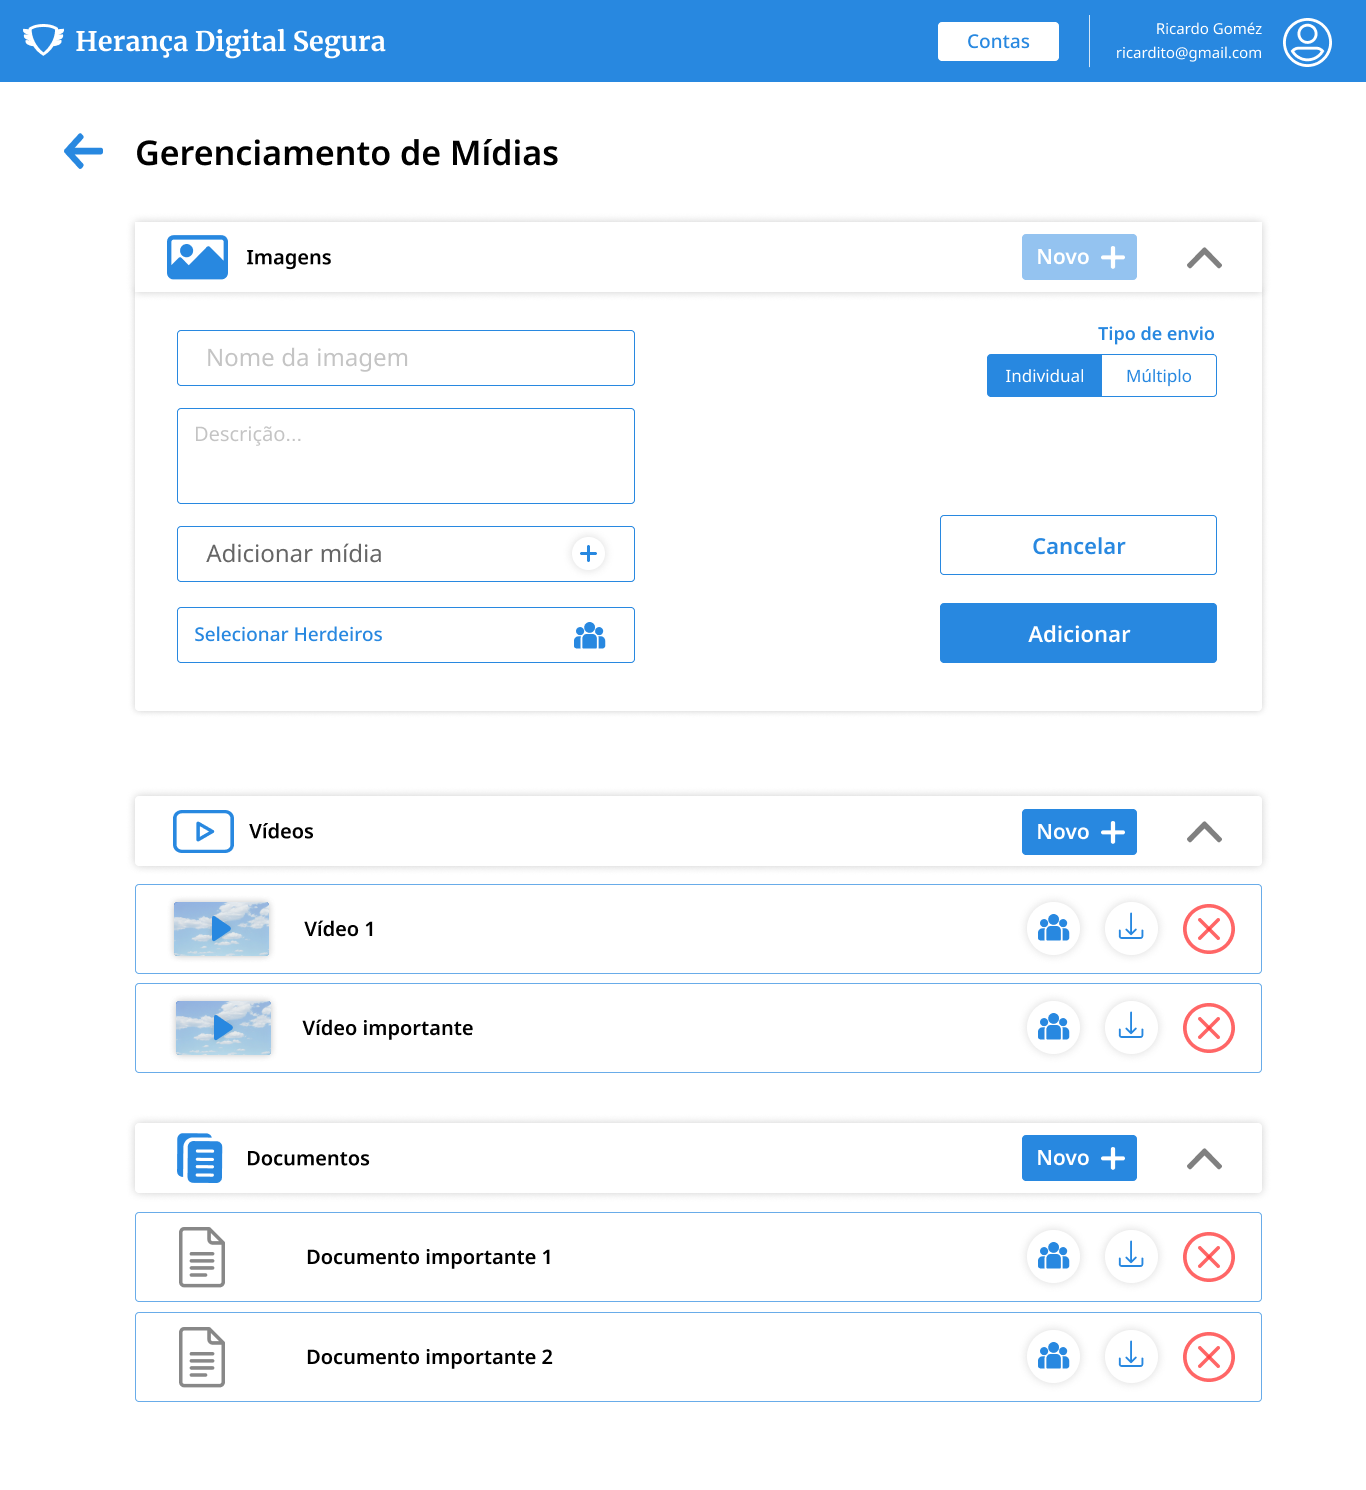 Herança Digital Segura
Contas
Ricardo Goméz
ricardito@gmail.com
Gerenciamento de Mídias
Imagens
Novo
Nome da imagem
Tipo de envio
Individual
Múltiplo
Descrição...
Adicionar mídia
Cancelar
Selecionar Herdeiros
Adicionar
Vídeos
Novo
Vídeo 1
Vídeo importante
Documentos
Novo
Documento importante 1
Documento importante 2